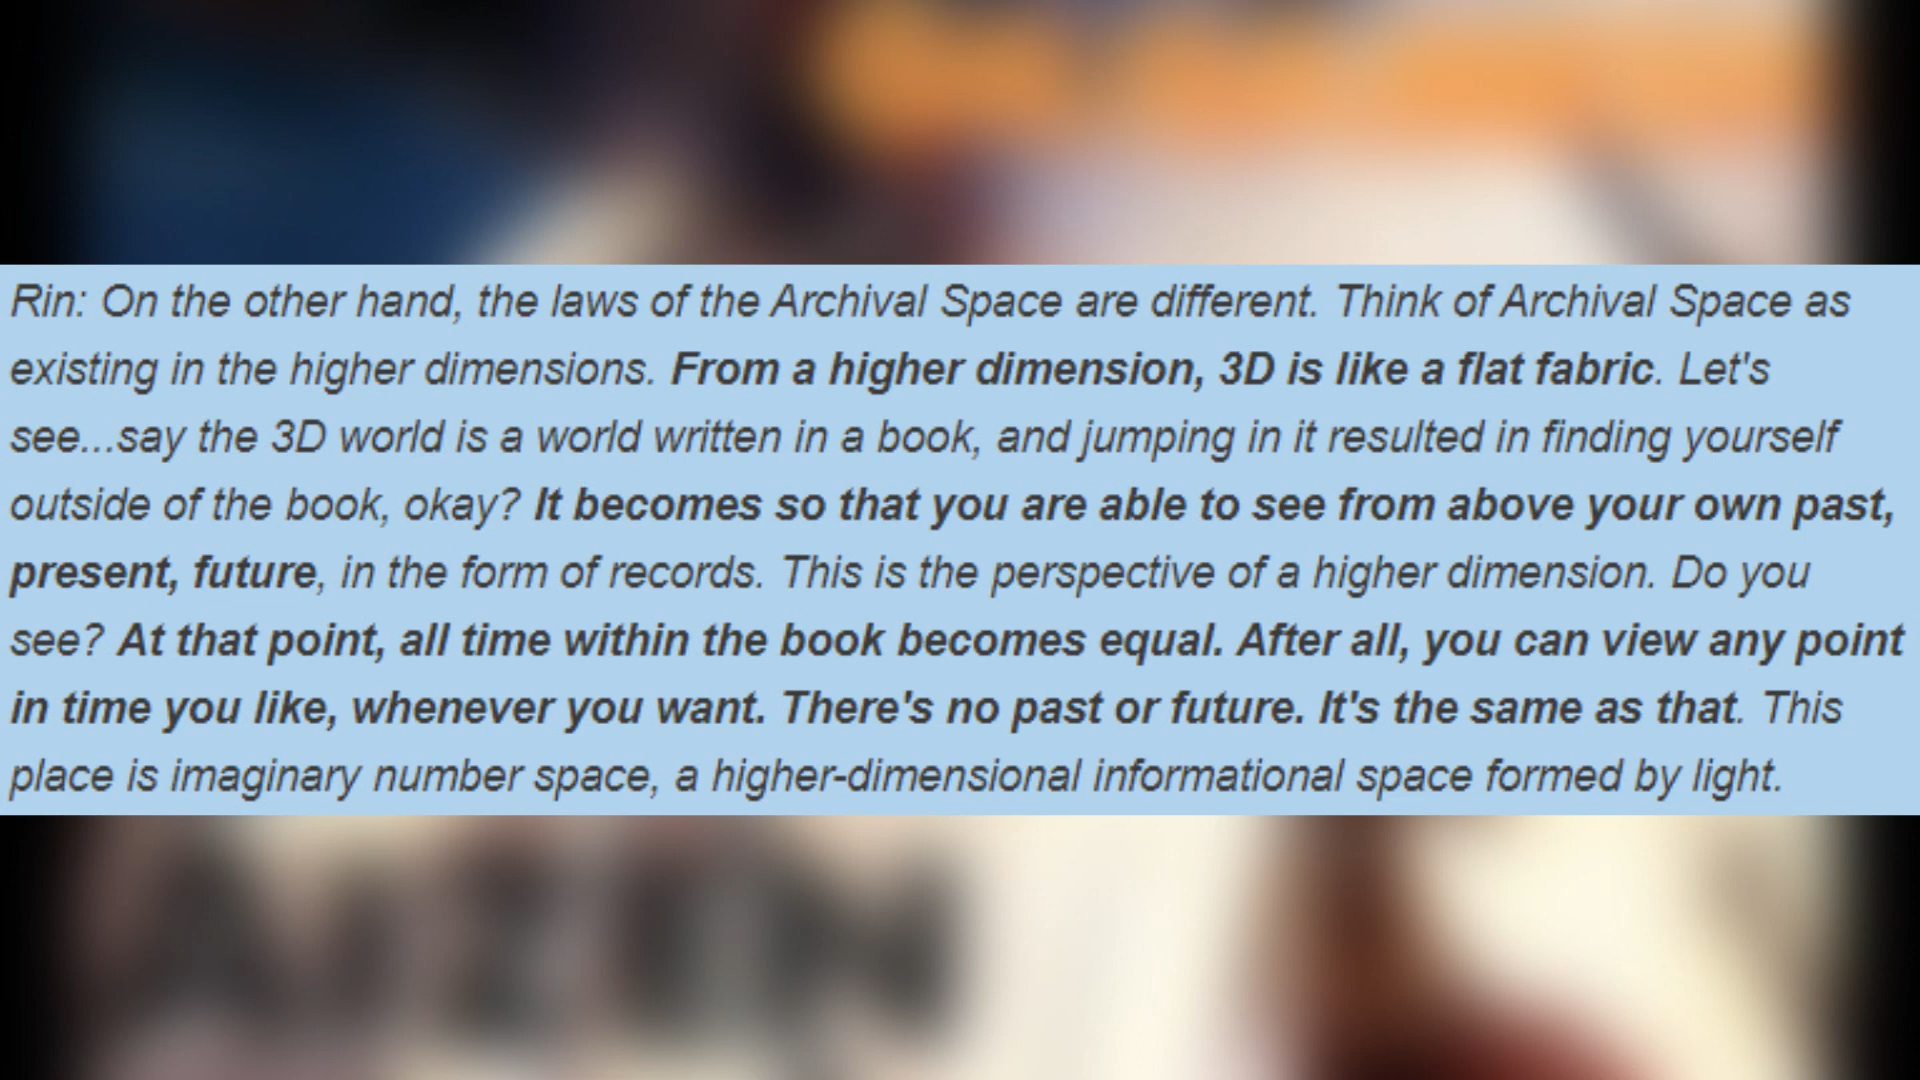 Rin: On the other hand, the laws of the Archival Space are different. Think of Archival Space as
existing in the higher dimensions. From a higher dimension, 3D is like a flat fabric. Let's
see...say the 3D world is a world written in a book, and jumping in it resulted in finding yourself
outside of the book, okay? It becomes so that you are able to see from above your own past,
present, future, in the form of records. This is the perspective of a higher dimension. Do you
see? At that point, all time within the book becomes equal. After all, you can view any point
in time you like, whenever you want. There's no past or future. It's the same as that. This
place is imaginary number space, a higher-dimensional informational space formed by light.